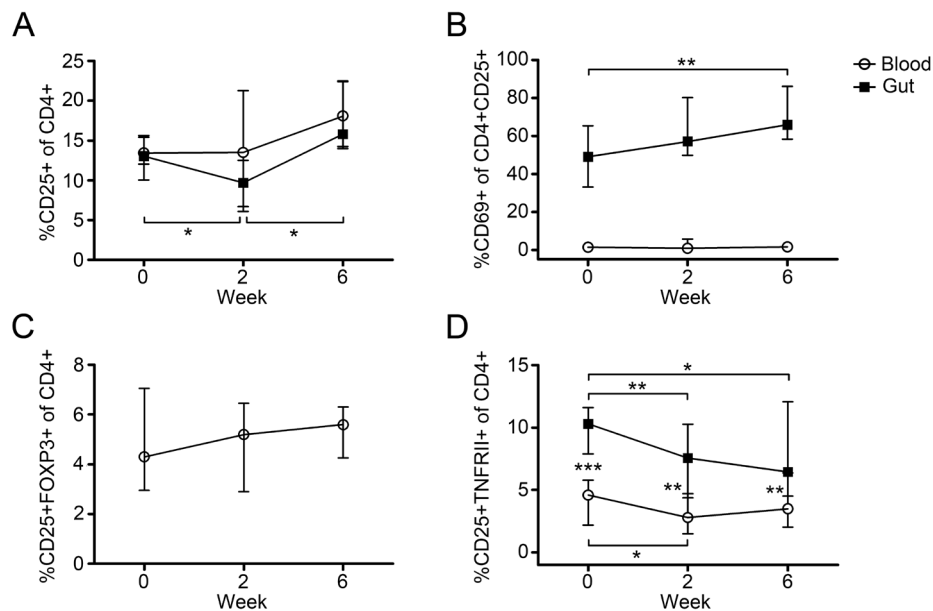 A
%CD25+ of CD4+
25
20
15
10
5
0
*
*
0 2 6
Week
B
%CD69+ of CD4+CD25+
100
80
60
40
20
0
**
0 2 6
Week
Blood
Gut
C
%CD25+FOXP3+ of CD4+
8
6
4
2
0
0 2 6
Week
D
%CD25+TNFRII+ of CD4+
15
10
5
0
*
**
***
**
**
*
0 2 6
Week